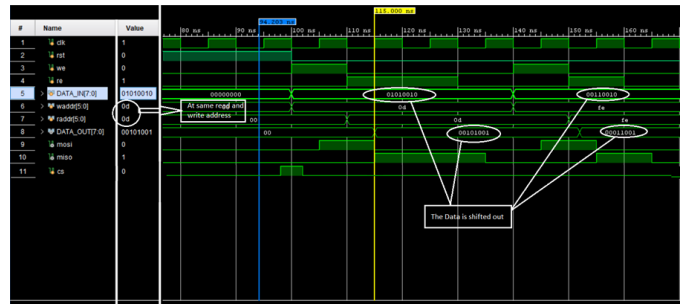 115.000 ns
# Name Value
80 ns 90 ns 100 ns 110 ns 120 ns 130 ns 140 ns 150 ns 160 ns
1 clk 1
2 rst 0
3 we 0
4 re 1
5 DATA_IN[7:0] 01010010 00000000 01010010 00110010
6 waddr[5:0] 0d 0d fe
At same read and
write address
7 raddr[5:0] 0d 00 0d fe
8 DATA_OUT[7:0] 00101001 00 00101001 00011001
9 mosi 0
10 miso 1
11 cs 0
The Data is shifted out